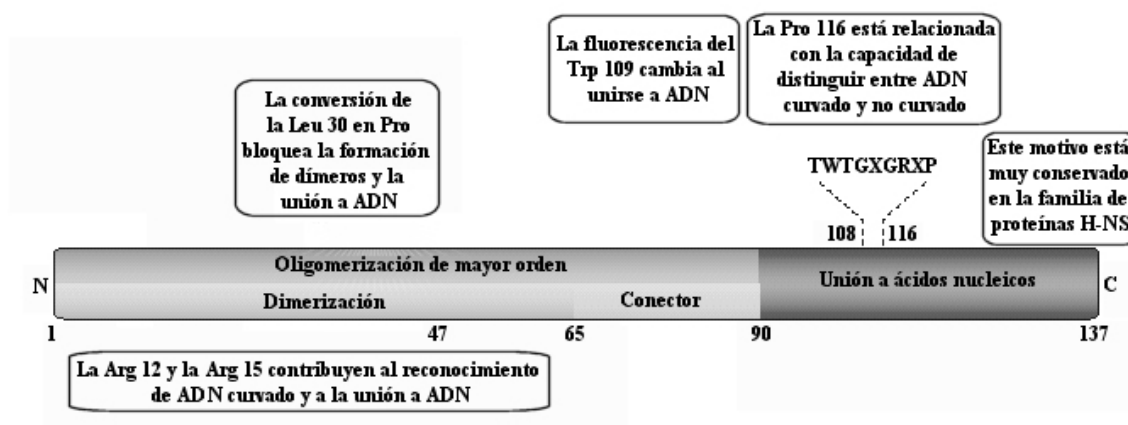 La fluorescencia del
Trp 109 cambia al
unirse a ADN
La Pro 116 está relacionada
con la capacidad de
distinguir entre ADN
curvado y no curvado
La conversión de
la Leu 30 en Pro
bloquea la formación
de dímeros y la
unión a ADN
Este motivo está
muy conservado
en la familia de
proteínas H-NS
TWTGXGRXP
108 116
Oligomerización de mayor orden
Unión a ácidos nucleicos
N
C
Dimerización
Conector
1 47 65 90 137
La Arg 12 y la Arg 15 contribuyen al reconocimiento
de ADN curvado y a la unión a ADN